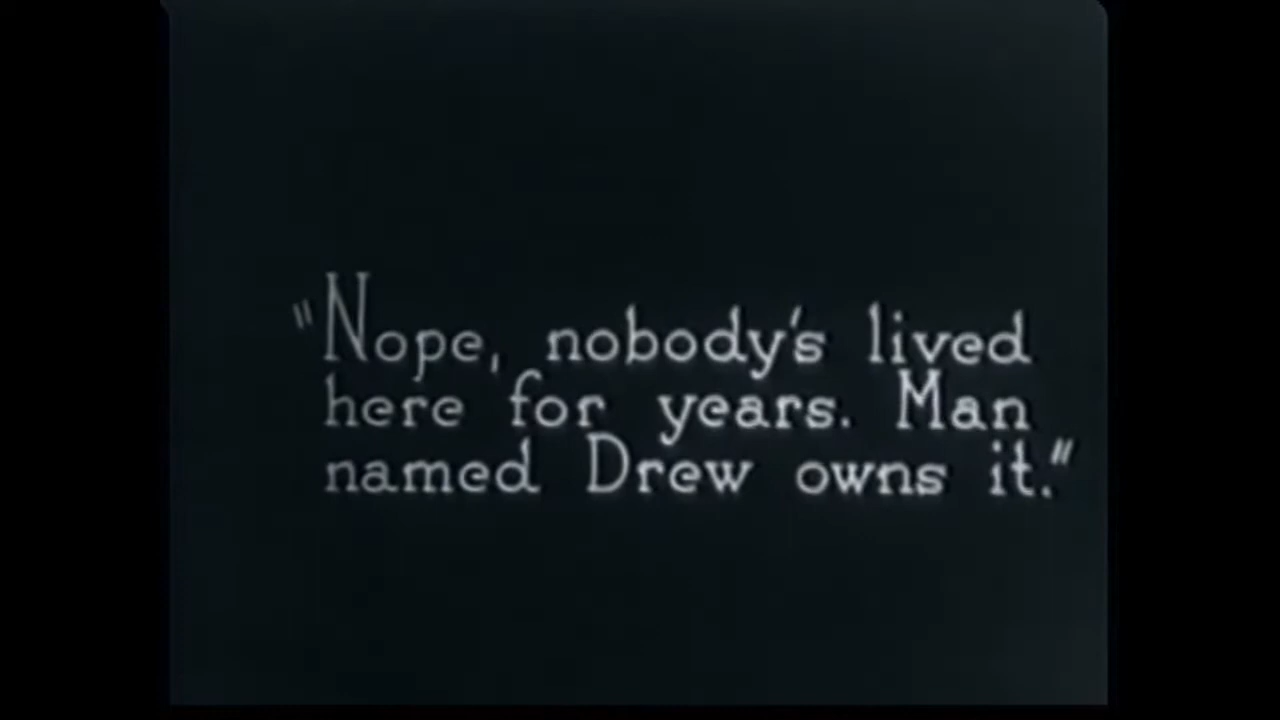 "Nope, nobody's lived
here for years. Man
named Drew owns it."